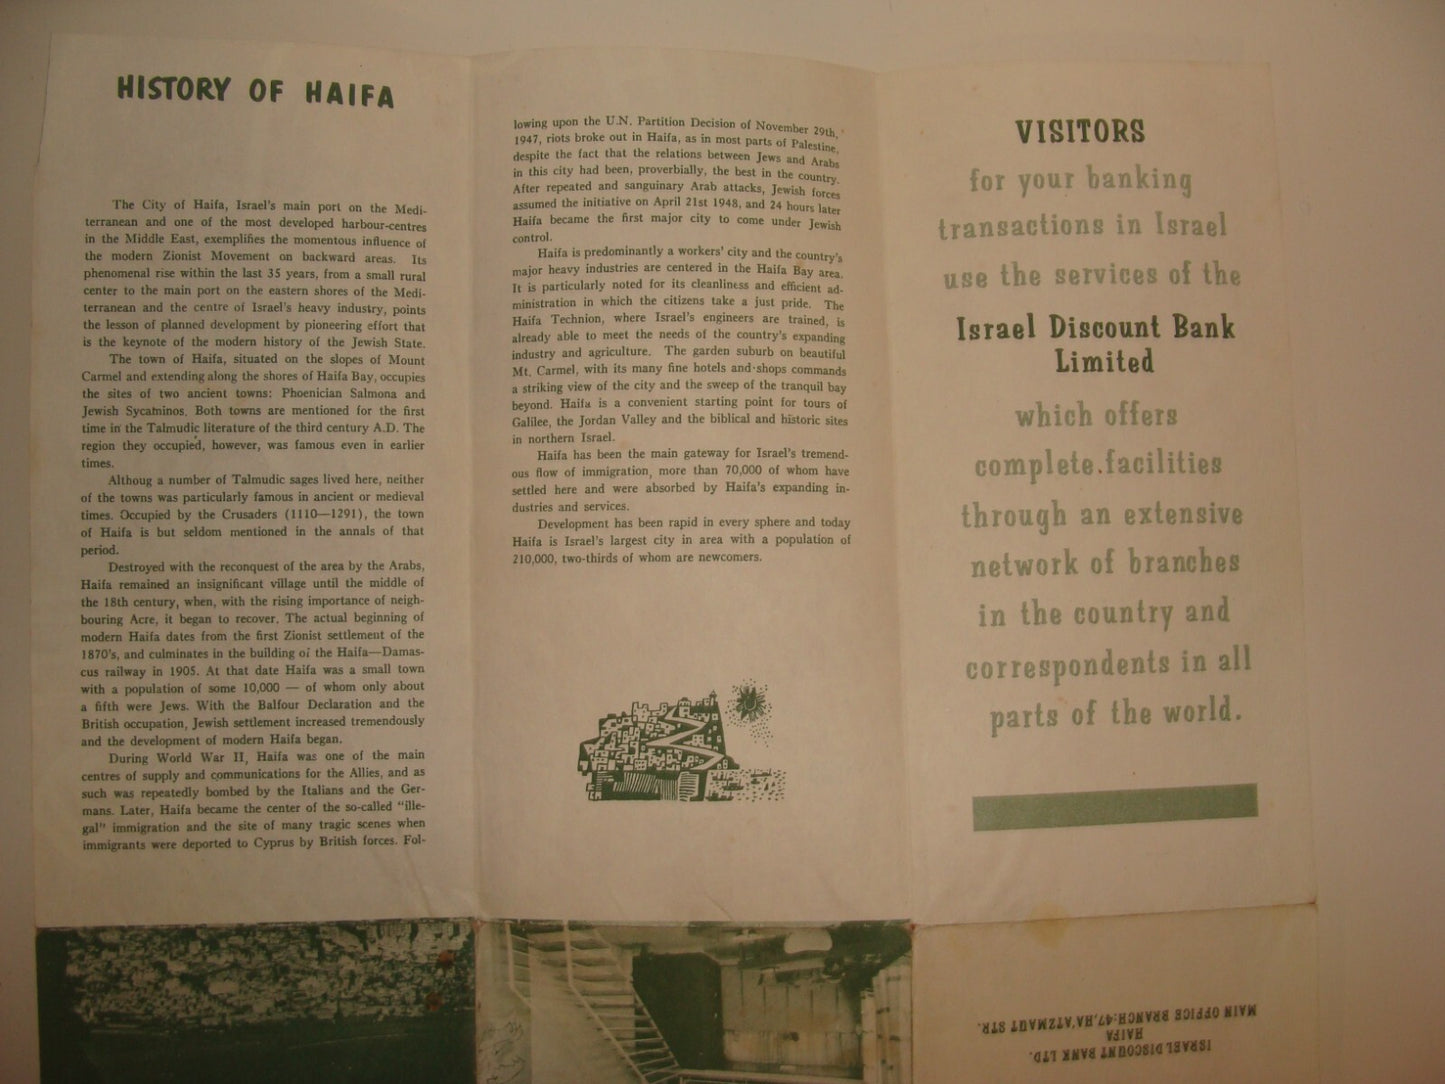 HISTORY OF HAIFA
The City of Haifa, Israel's main port on the Medi-
terranean and one of the most developed harbour-centres
in the Middle East, exemplifies the momentous influence of
the modern Zionist Movement on backward areas. Its
phenomenal rise within the last 35 years, from a small rural
center to the main port on the eastern shores of the Medi-
terranean and the centre of Israel's heavy industry, points
the lesson of planned development by pioneering effort that
is the keynote of the modern history of the Jewish State.
The town of Haifa, situated on the slopes of Mount
Carmel and extending along the shores of Haifa Bay, occupies
the sites of two ancient towns: Phoenician Salmona and
Jewish Sycaminos. Both towns are mentioned for the first
time in the Talmudic literature of the third century A.D. The
region they occupied, however, was famous even in earlier
times.
Althoug a number of Talmudic sages lived here, neither
of the towns was particularly famous in ancient or medieval
times. Occupied by the Crusaders (1110—1291), the town
of Haifa is but seldom mentioned in the annals of that
period.
Destroyed with the reconquest of the area by the Arabs,
Haifa remained an insignificant village until the middle of
the 18th century, when, with the rising importance of neigh-
bouring Acre, it began to recover. The actual beginning of
modern Haifa dates from the first Zionist settlement of the
1870's, and culminates in the building of the Haifa—Damas-
cus railway in 1905. At that date Haifa was a small town
with a population of some 10,000 — of whom only about
a fifth were Jews. With the Balfour Declaration and the
British occupation, Jewish settlement increased tremendously
and the development of modern Haifa began.
During World War II, Haifa was one of the main
centres of supply and communications for the Allies, and as
such was repeatedly bombed by the Italians and the Ger-
mans. Later, Haifa became the center of the so-called "ille-
gal" immigration and the site of many tragic scenes when
immigrants were deported to Cyprus by British forces. Fol-
lowing upon the U.N. Partition Decision of November 29th,
1947, riots broke out in Haifa, as in most parts of Palestine,
despite the fact that the relations between Jews and Arabs
in this city had been, proverbially, the best in the country.
After repeated and sanguinary Arab attacks, Jewish forces
assumed the initiative on April 21st 1948, and 24 hours later
Haifa became the first major city to come under Jewish
control.
Haifa is predominantly a workers' city and the country's
major heavy industries are centered in the Haifa Bay area.
It is particularly noted for its cleanliness and efficient ad-
ministration in which the citizens take a just pride. The
Haifa Technion, where Israel's engineers are trained, is
already able to meet the needs of the country's expanding
industry and agriculture. The garden suburb on beautiful
Mt. Carmel, with its many fine hotels and shops commands
a striking view of the city and the sweep of the tranquil bay
beyond. Haifa is a convenient starting point for tours of
Galilee, the Jordan Valley and the biblical and historic sites
in northern Israel.
Haifa has been the main gateway for Israel's tremend-
ous flow of immigration, more than 70,000 of whom have
settled here and were absorbed by Haifa's expanding in-
dustries and services.
Development has been rapid in every sphere and today
Haifa is Israel's largest city in area with a population of
210,000, two-thirds of whom are newcomers.
VISITORS
for your banking
transactions in Israel
use the services of the
Israel Discount Bank
Limited
which offers
complete facilities
through an extensive
network of branches
in the country and
correspondents in all
parts of the world.
ISRAEL DISCOUNT BANK LTD.
HAIFA
MAIN OFFICE BRANCH: 47, HA'ATZMAUT STR.